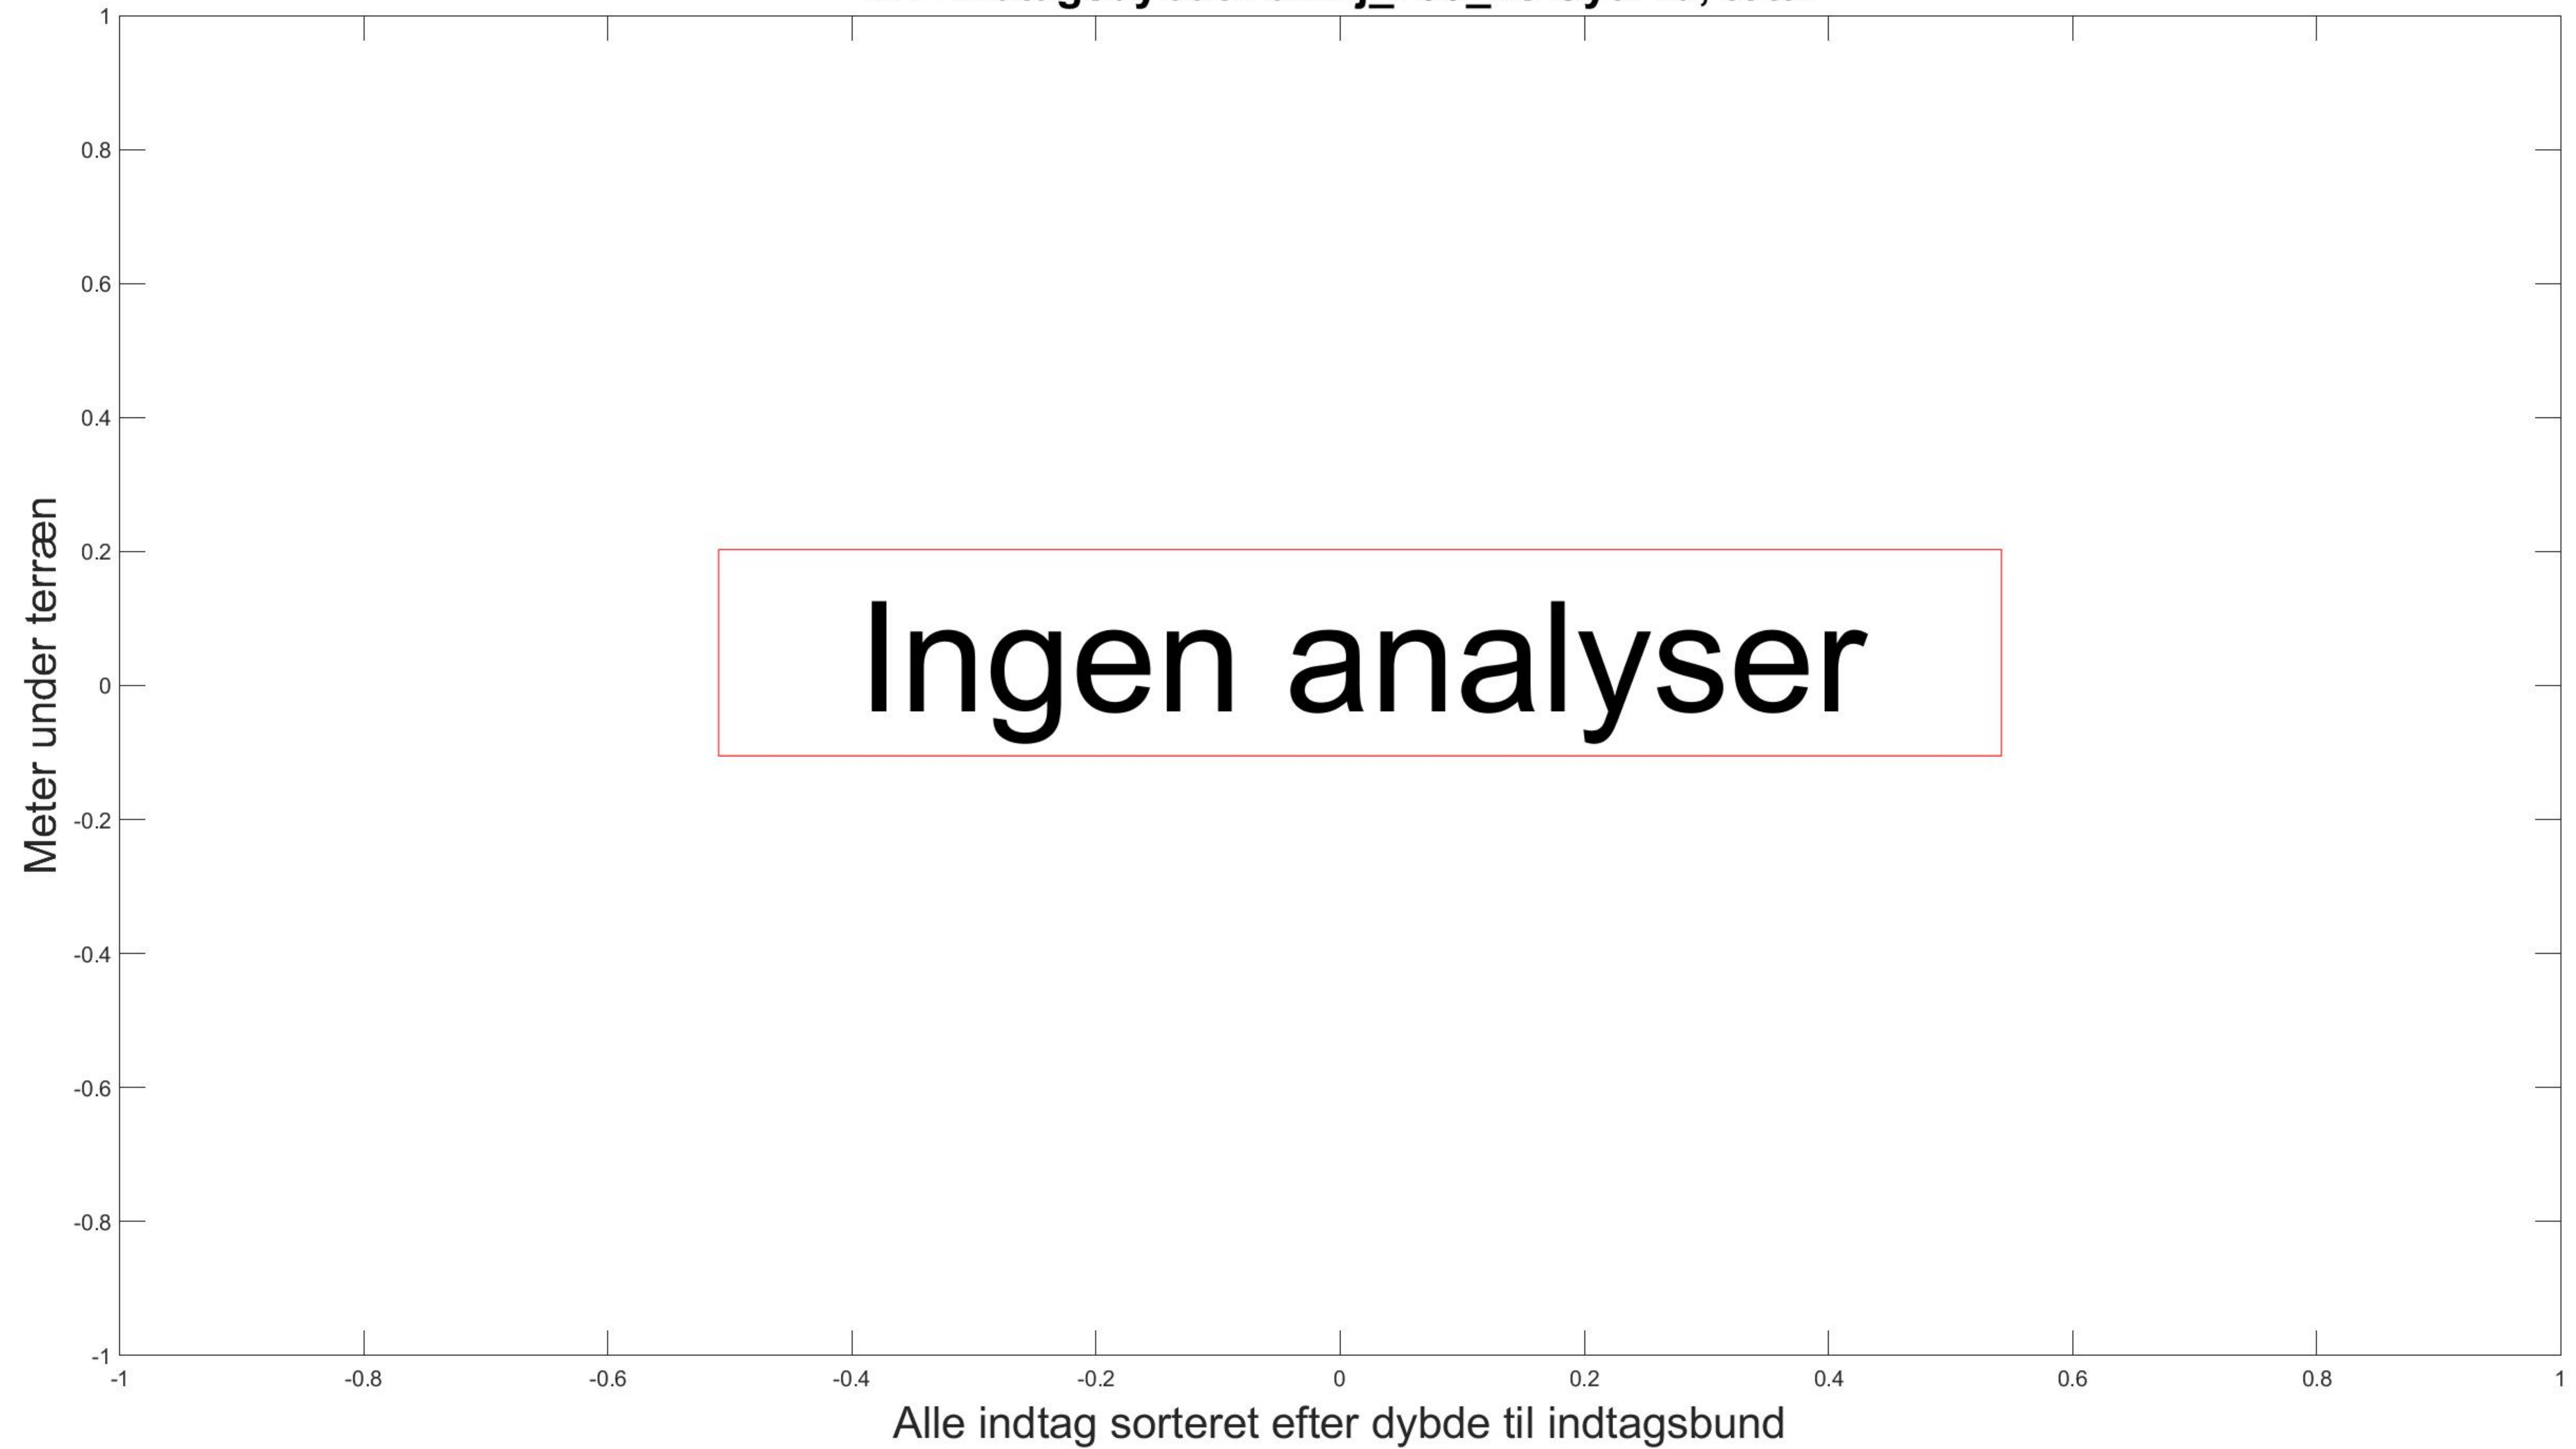 1
0.8
0.6
0.4
0.2
0
-0.2
-0.4
-0.6
-0.8
-1
Meter under terræn
Ingen analyser
-1 -0.8 -0.6 -0.4 -0.2 0 0.2 0.4 0.6 0.8 1
Alle indtag sorteret efter dybde til indtagsbund